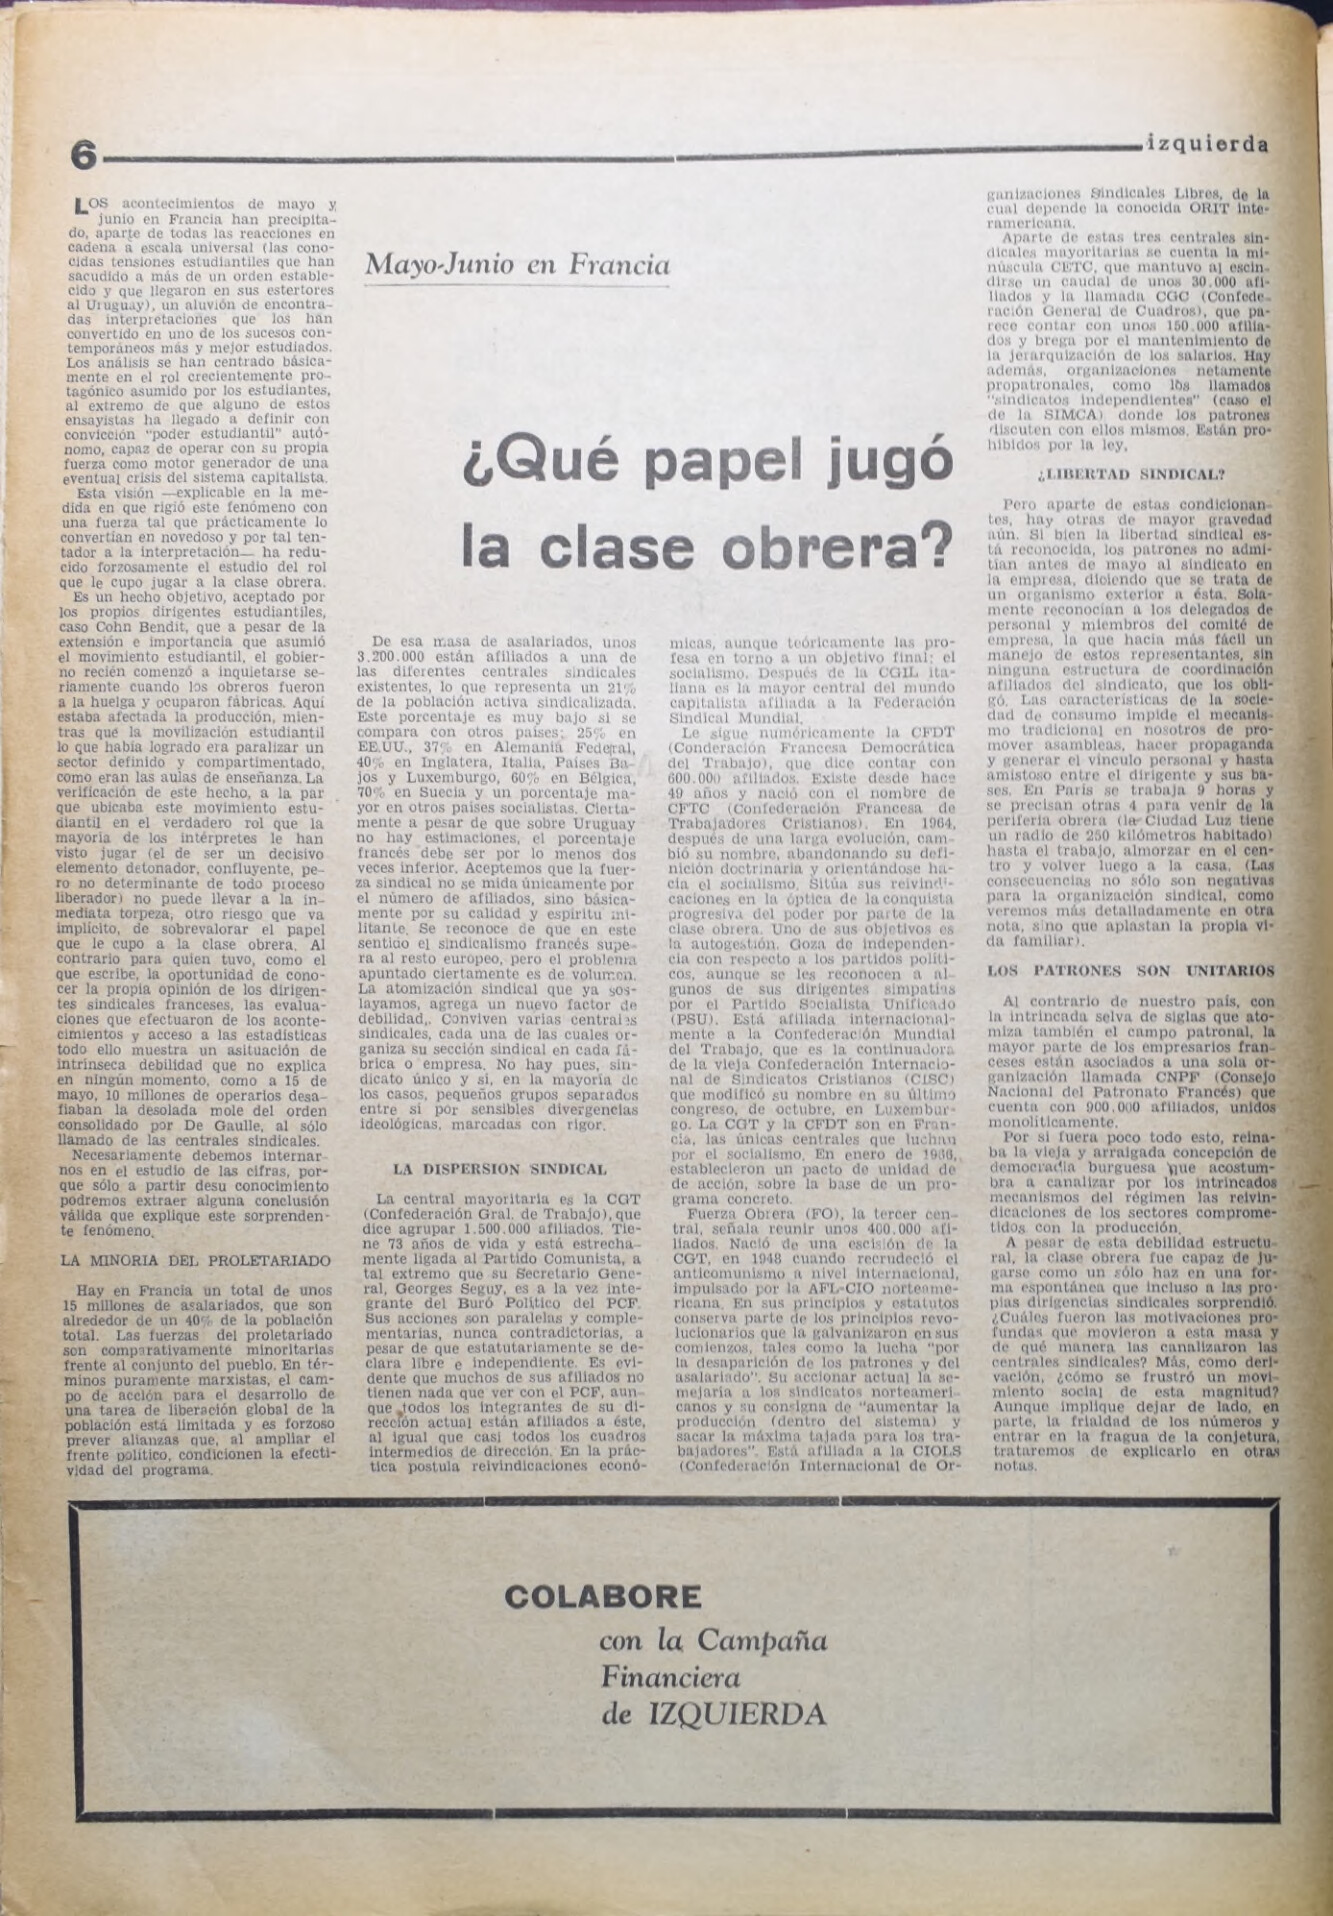 6
izquierda
Mayo-Junio en Francia
¿Qué papel jugó
la clase obrera?
LOS acontecimientos de mayo y
junio en Francia han precipita-
do, aparte de todas las reacciones en
cadena a escala universal (las cono-
cidas tensiones estudiantiles que han
sacudido a más de un orden estable-
cido y que llegaron en sus estertores
al Uruguay), un aluvión de encontra-
das interpretaciones que los han
convertido en uno de los sucesos con-
temporáneos más y mejor estudiados.
Los análisis se han centrado básica-
mente en el rol crecientemente pro-
tagónico asumido por los estudiantes,
al extremo de que alguno de estos
ensayistas ha llegado a definir con
convicción "poder estudiantil" autó-
nomo, capaz de operar con su propia
fuerza como motor generador de una
eventual crisis del sistema capitalista.
Esta visión —explicable en la me-
dida en que rigió este fenómeno con
una fuerza tal que prácticamente lo
convertían en novedoso y por tal ten-
tador a la interpretación— ha redu-
cido forzosamente el estudio del rol
que le cupo jugar a la clase obrera.
Es un hecho objetivo, aceptado por
los propios dirigentes estudiantiles,
caso Cohn Bendit, que a pesar de la
extensión e importancia que asumió
el movimiento estudiantil, el gobier-
no recién comenzó a inquietarse se-
riamente cuando los obreros fueron
a la huelga y ocuparon fábricas. Aquí
estaba afectada la producción, mien-
tras que la movilización estudiantil
lo que había logrado era paralizar un
sector definido y compartimentado,
como eran las aulas de enseñanza. La
verificación de este hecho, a la par
que ubicaba este movimiento estu-
diantil en el verdadero rol que la
mayoría de los intérpretes le han
visto jugar (el de ser un decisivo
elemento detonador, confluyente, pe-
ro no determinante de todo proceso
liberador) no puede llevar a la in-
mediata torpeza, otro riesgo que va
implícito, de sobrevalorar el papel
que le cupo a la clase obrera. Al
contrario para quien tuvo, como el
que escribe, la oportunidad de cono-
cer la propia opinión de los dirigen-
tes sindicales franceses, las evalua-
ciones que efectuaron de los aconte-
cimientos y acceso a las estadísticas
todo ello muestra un asituación de
intrínseca debilidad que no explica
en ningún momento, como a 15 de
mayo, 10 millones de operarios desa-
fiaban la desolada mole del orden
consolidado por De Gaulle, al sólo
llamado de las centrales sindicales.
Necesariamente debemos internar-
nos en el estudio de las cifras, por-
que sólo a partir desu conocimiento
podremos extraer alguna conclusión
válida que explique este sorprenden-
te fenómeno.
LA MINORIA DEL PROLETARIADO
Hay en Francia un total de unos
15 millones de asalariados, que son
alrededor de un 40% de la población
total. Las fuerzas del proletariado
son comparativamente minoritarias
frente al conjunto del pueblo. En tér-
minos puramente marxistas, el cam-
po de acción para el desarrollo de
una tarea de liberación global de la
población está limitada y es forzoso
prever alianzas que, al ampliar el
frente político, condicionen la efecti-
vidad del programa.
De esa masa de asalariados, unos
3.200.000 están afiliados a una de
las diferentes centrales sindicales
existentes, lo que representa un 21%
de la población activa sindicalizada.
Este porcentaje es muy bajo si se
compara con otros países; 25% en
EE.UU., 37% en Alemania Federal,
40% en Inglaterra, Italia, Países Ba-
jos y Luxemburgo, 60% en Bélgica,
70% en Suecia y un porcentaje ma-
yor en otros países socialistas. Cierta-
mente a pesar de que sobre Uruguay
no hay estimaciones, el porcentaje
francés debe ser por lo menos dos
veces inferior. Aceptemos que la fuer-
za sindical no se mida únicamente por
el número de afiliados, sino básica-
mente por su calidad y espíritu mi-
litante. Se reconoce de que en este
sentido el sindicalismo francés supe-
ra al resto europeo, pero el problema
apuntado ciertamente es de volumen.
La atomización sindical que ya sos-
layamos, agrega un nuevo factor de
debilidad,. Conviven varias centrales
sindicales, cada una de las cuales or-
ganiza su sección sindical en cada fá-
brica o empresa. No hay pues, sin-
dicato único y sí, en la mayoría de
los casos, pequeños grupos separados
entre sí por sensibles divergencias
ideológicas, marcadas con rigor.
LA DISPERSION SINDICAL
La central mayoritaria es la CGT
(Confederación Gral. de Trabajo), que
dice agrupar 1.500.000 afiliados. Tie-
ne 73 años de vida y está estrecha-
mente ligada al Partido Comunista, a
tal extremo que su Secretario Gene-
ral, Georges Seguy, es a la vez inte-
grante del Buró Político del PCF.
Sus acciones son paralelas y comple-
mentarias, nunca contradictorias, a
pesar de que estatutariamente se de-
clara libre e independiente. Es evi-
dente que muchos de sus afiliados no
tienen nada que ver con el PCF, aun-
que todos los integrantes de su di-
rección actual están afiliados a éste,
al igual que casi todos los cuadros
intermedios de dirección. En la prác-
tica postula reivindicaciones econó-
micas, aunque teóricamente las pro-
fesa en torno a un objetivo final: el
socialismo. Después de la CGIL ita-
liana es la mayor central del mundo
capitalista afiliada a la Federación
Sindical Mundial.
Le sigue numéricamente la CFDT
(Conderación Francesa Democrática
del Trabajo), que dice contar con
600.000 afiliados. Existe desde hace
49 años y nació con el nombre de
CFTC (Confederación Francesa de
Trabajadores Cristianos). En 1964,
después de una larga evolución, cam-
bió su nombre, abandonando su defi-
nición doctrinaria y orientándose ha-
cia el socialismo. Sitúa sus reivindi-
caciones en la óptica de la conquista
progresiva del poder por parte de la
clase obrera. Uno de sus objetivos es
la autogestión. Goza de independen-
cia con respecto a los partidos políti-
cos, aunque se les reconocen a al-
gunos de sus dirigentes simpatías
por el Partido Socialista Unificado
(PSU). Está afiliada internacional-
mente a la Confederación Mundial
del Trabajo, que es la continuadora
de la vieja Confederación Internacio-
nal de Sindicatos Cristianos (CISC)
que modificó su nombre en su último
congreso, de octubre, en Luxembur-
go. La CGT y la CFDT son en Fran-
cia, las únicas centrales que luchan
por el socialismo. En enero de 1966,
establecieron un pacto de unidad de
acción, sobre la base de un pro-
grama concreto.
Fuerza Obrera (FO), la tercer cen-
tral, señala reunir unos 400.000 afi-
liados. Nació de una escisión de la
CGT, en 1948 cuando recrudeció el
anticomunismo a nivel internacional,
impulsado por la AFL-CIO norteame-
ricana. En sus principios y estatutos
conserva parte de los principios revo-
lucionarios que la galvanizaron en sus
comienzos, tales como la lucha "por
la desaparición de los patrones y del
asalariado". Su accionar actual la se-
mejaría a los sindicatos norteameri-
canos y su consigna de "aumentar la
producción (dentro del sistema) y
sacar la máxima tajada para los tra-
bajadores". Está afiliada a la CIOLS
(Confederación Internacional de Or-
ganizaciones Sindicales Libres, de la
cual depende la conocida ORIT inte-
ramericana.
Aparte de estas tres centrales sin-
dicales mayoritarias se cuenta la mi-
núscula CFTC, que mantuvo al escin-
dirse un caudal de unos 30.000 afi-
liados y la llamada CGC (Confede-
ración General de Cuadros), que pa-
rece contar con unos 150.000 afilia-
dos y brega por el mantenimiento de
la jerarquización de los salarios. Hay
además, organizaciones netamente
propatronales, como los llamados
"sindicatos independientes" (caso el
de la SIMCA) donde los patrones
discuten con ellos mismos. Están pro-
hibidos por la ley.
¿LIBERTAD SINDICAL?
Pero aparte de estas condicionan-
tes, hay otras de mayor gravedad
aún. Si bien la libertad sindical es-
tá reconocida, los patrones no admi-
tían antes de mayo al sindicato en
la empresa, diciendo que se trata de
un organismo exterior a ésta. Sola-
mente reconocían a los delegados de
personal y miembros del comité de
empresa, la que hacía más fácil un
manejo de estos representantes, sin
ninguna estructura de coordinación
afiliados del sindicato, que los obli-
gó. Las características de la socie-
dad de consumo impide el mecanis-
mo tradicional en nosotros de pro-
mover asambleas, hacer propaganda
y generar el vínculo personal y hasta
amistoso entre el dirigente y sus ba-
ses. En París se trabaja 9 horas y
se precisan otras 4 para venir de la
periferia obrera (la Ciudad Luz tiene
un radio de 250 kilómetros habitado)
hasta el trabajo, almorzar en el cen-
tro y volver luego a la casa. (Las
consecuencias no sólo son negativas
para la organización sindical, como
veremos más detalladamente en otra
nota, sino que aplastan la propia vi-
da familiar).
LOS PATRONES SON UNITARIOS
Al contrario de nuestro país, con
la intrincada selva de siglas que ato-
miza también el campo patronal, la
mayor parte de los empresarios fran-
ceses están asociados a una sola or-
ganización llamada CNPF (Consejo
Nacional del Patronato Francés) que
cuenta con 900.000 afiliados, unidos
monolíticamente.
Por si fuera poco todo esto, reina-
ba la vieja y arraigada concepción de
democradia burguesa que acostum-
bra a canalizar por los intrincados
mecanismos del régimen las reivin-
dicaciones de los sectores comprome-
tidos con la producción.
A pesar de esta debilidad estructu-
ral, la clase obrera fue capaz de ju-
garse como un sólo haz en una for-
ma espontánea que incluso a las pro-
pias dirigencias sindicales sorprendió.
¿Cuáles fueron las motivaciones pro-
fundas que movieron a esta masa y
de qué manera las canalizaron las
centrales sindicales? Más, como deri-
vación, ¿cómo se frustró un movi-
miento social de esta magnitud?
Aunque implique dejar de lado, en
parte, la frialdad de los números y
entrar en la fragua de la conjetura,
trataremos de explicarlo en otras
notas.
COLABORE
con la Campaña
Financiera
de IZQUIERDA